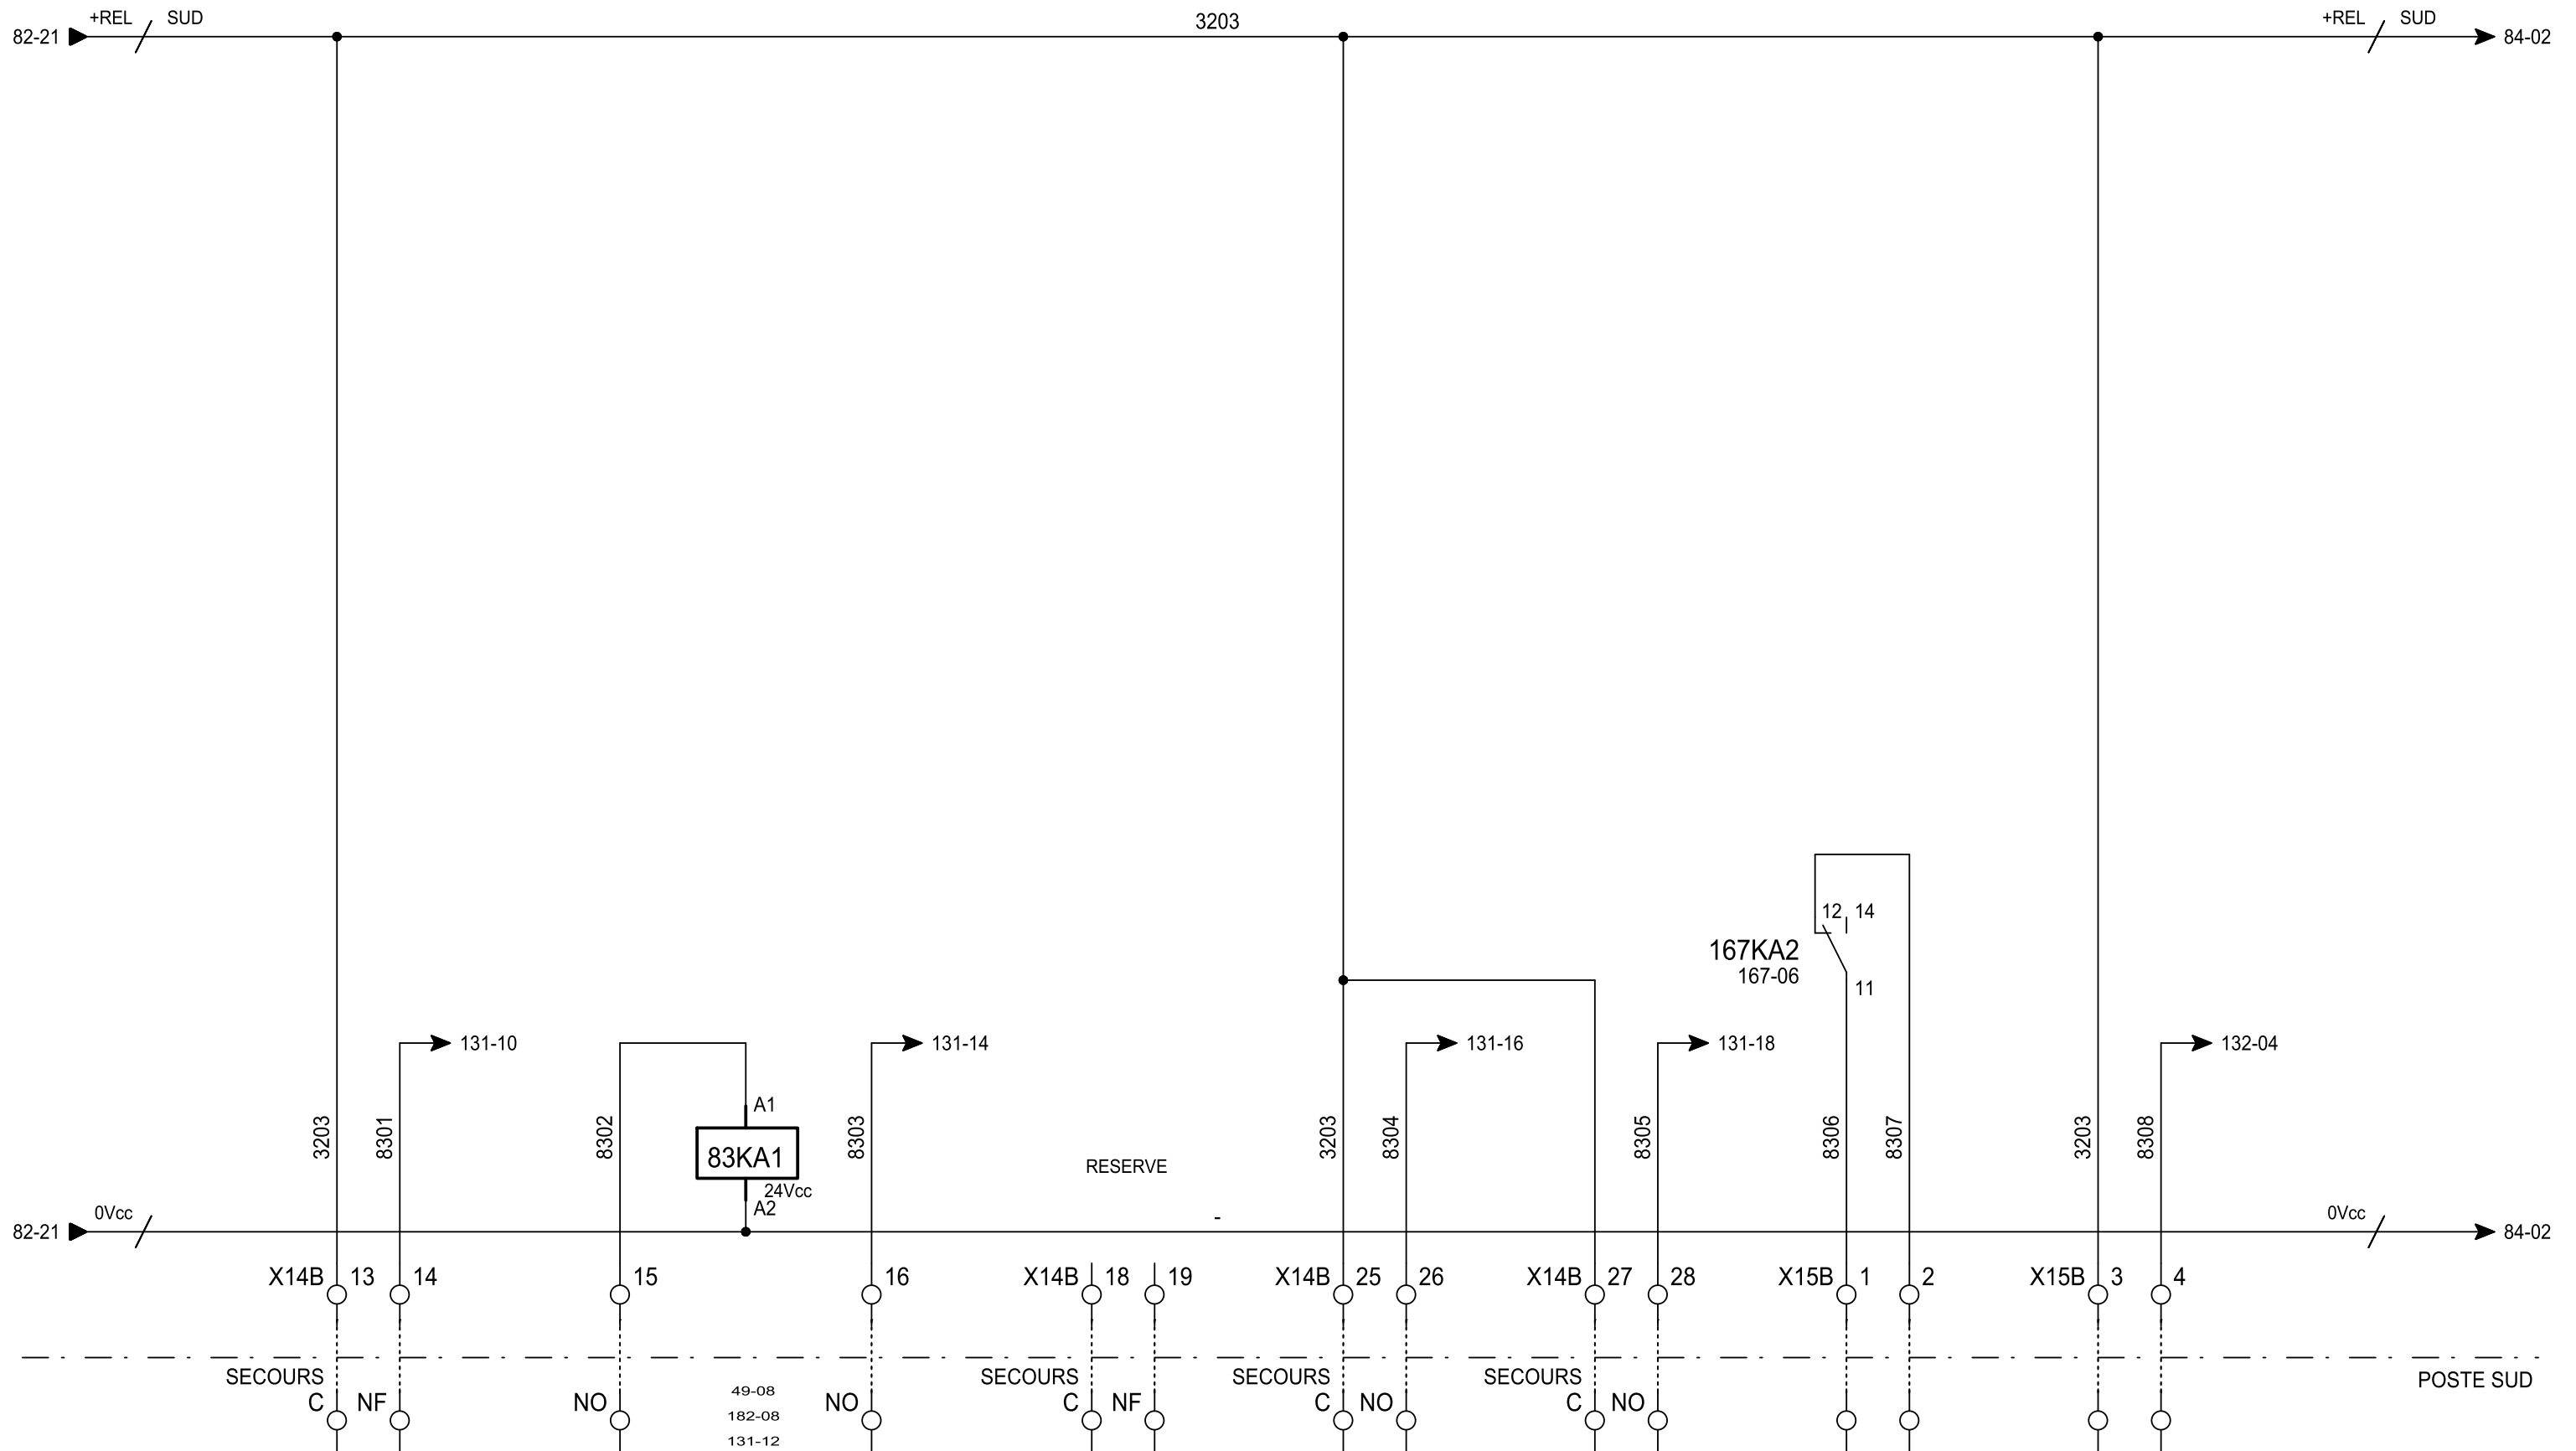 +REL SUD 3203 +REL SUD
82-21 84-02
12 14
167KA2
167-06
11
131-10 131-14 131-16 131-18 132-04
A1
3203 8301 8302 8303 3203 8304 8305 8306 8307 3203 8308
83KA1
RESERVE
24Vcc
A2
0Vcc - 0Vcc
82-21 84-02
X14B 13 14 15 16 X14B 18 19 X14B 25 26 X14B 27 28 X15B 1 2 X15B 3 4
SECOURS SECOURS SECOURS SECOURS POSTE SUD
49-08
C NF NO NO C NF C NO C NO
182-08
131-12